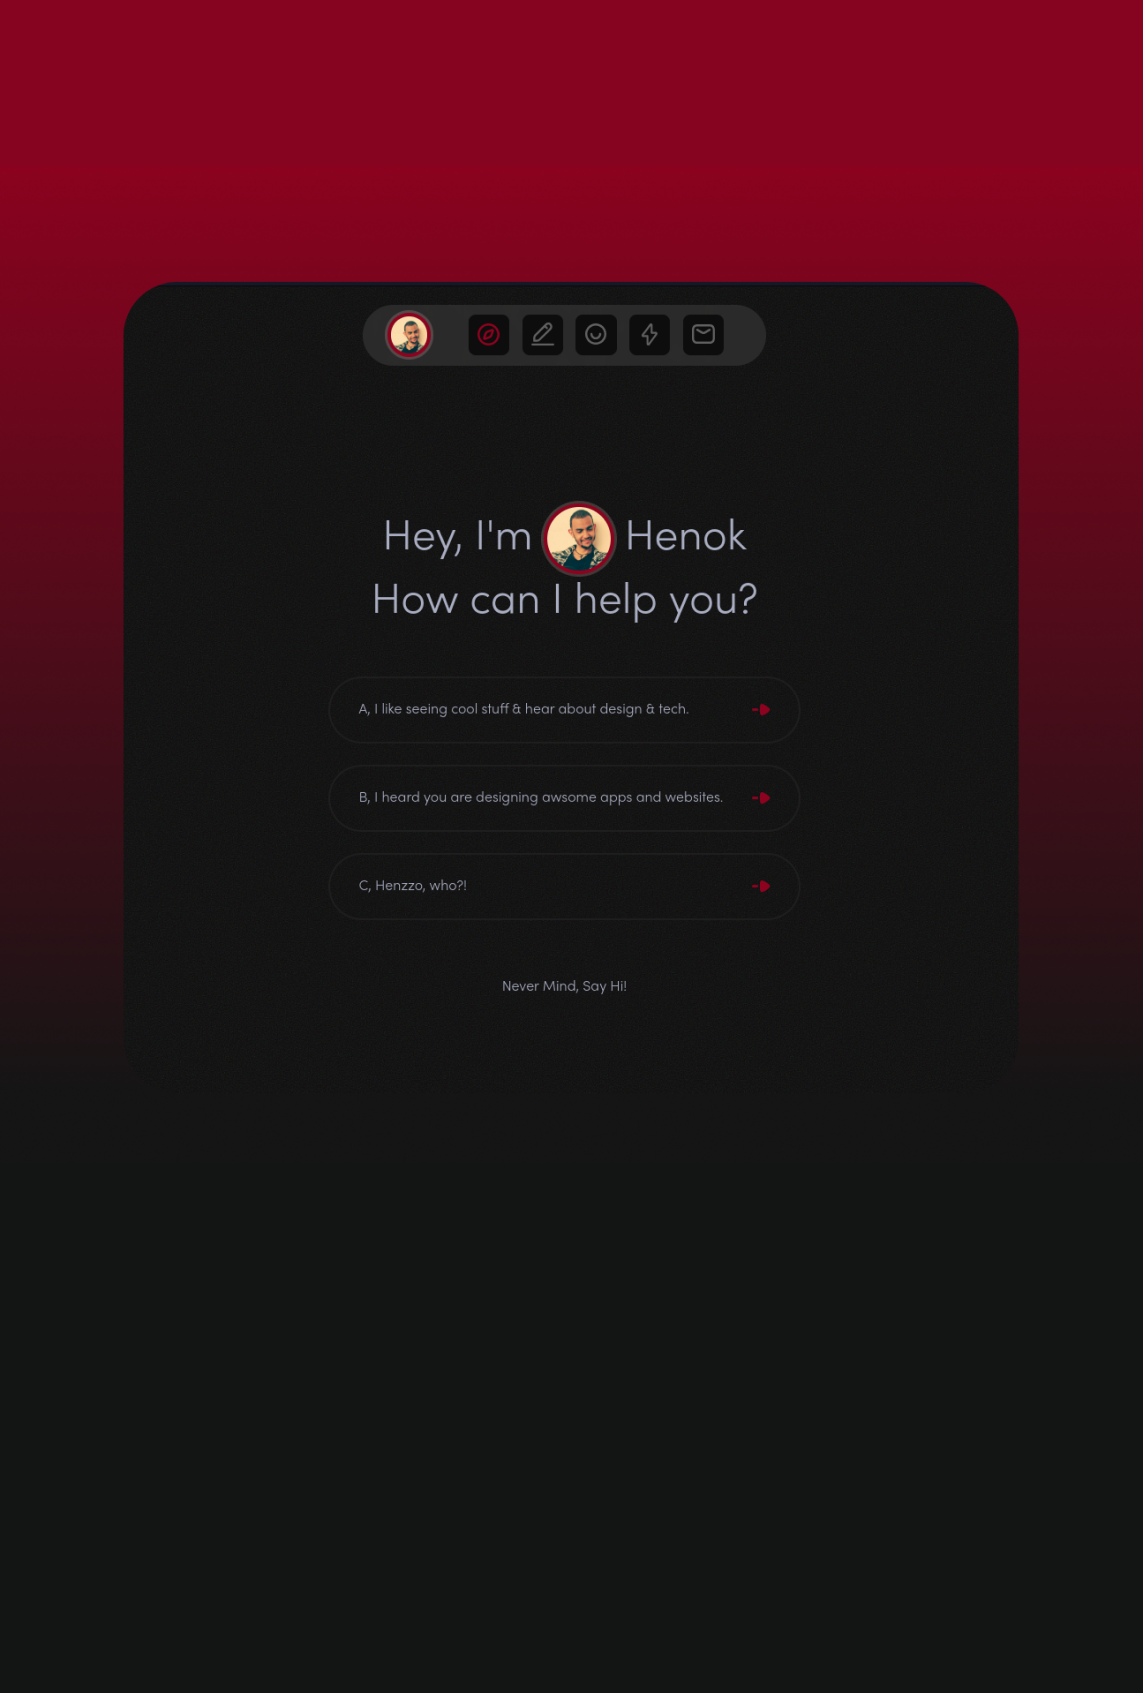 Hey, I'm Henok
How can I help you?
A, I like seeing cool stuff & hear about design & tech.
B, I heard you are designing awsome apps and websites.
C, Henzzo, who?!
Never Mind, Say Hi!